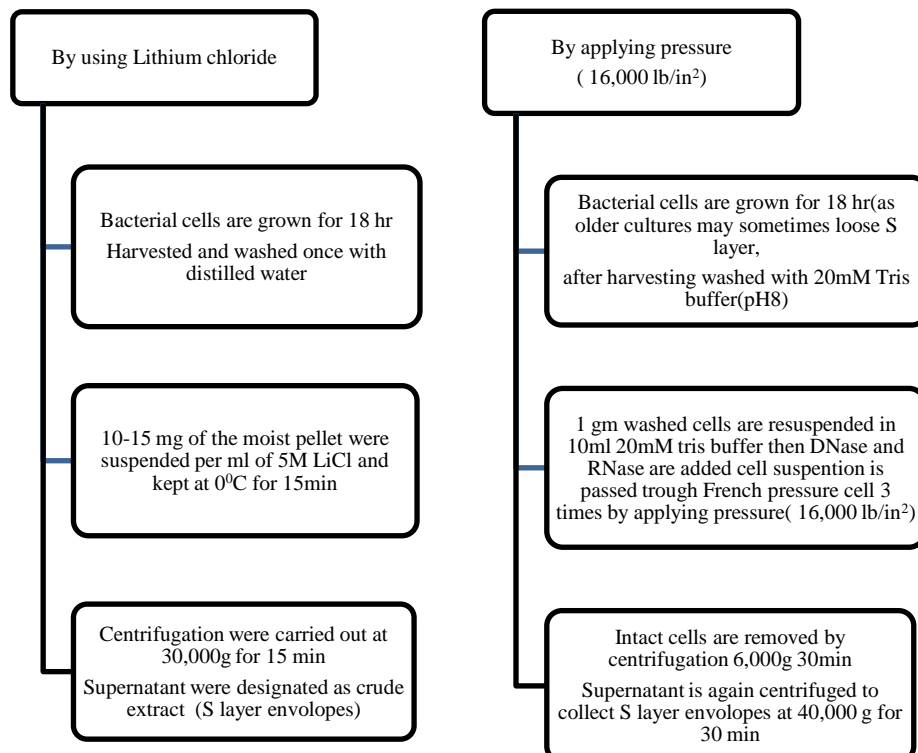 By using Lithium chloride
Bacterial cells are grown for 18 hr
Harvested and washed once with
distilled water
10-15 mg of the moist pellet were
suspended per ml of 5M LiCl and
kept at 0⁰C for 15min
Centrifugation were carried out at
30,000g for 15 min
Supernatant were designated as crude
extract  (S layer envolopes)
By applying pressure
( 16,000 lb/in²)
Bacterial cells are grown for 18 hr(as
older cultures may sometimes loose S
layer,
after harvesting washed with 20mM Tris
buffer(pH8)
1 gm washed cells are resuspended in
10ml 20mM tris buffer then DNase and
RNase are added cell suspention is
passed trough French pressure cell 3
times by applying pressure( 16,000 lb/in²)
Intact cells are removed by
centrifugation 6,000g 30min
Supernatant is again centrifuged to
collect S layer envolopes at 40,000 g for
30 min